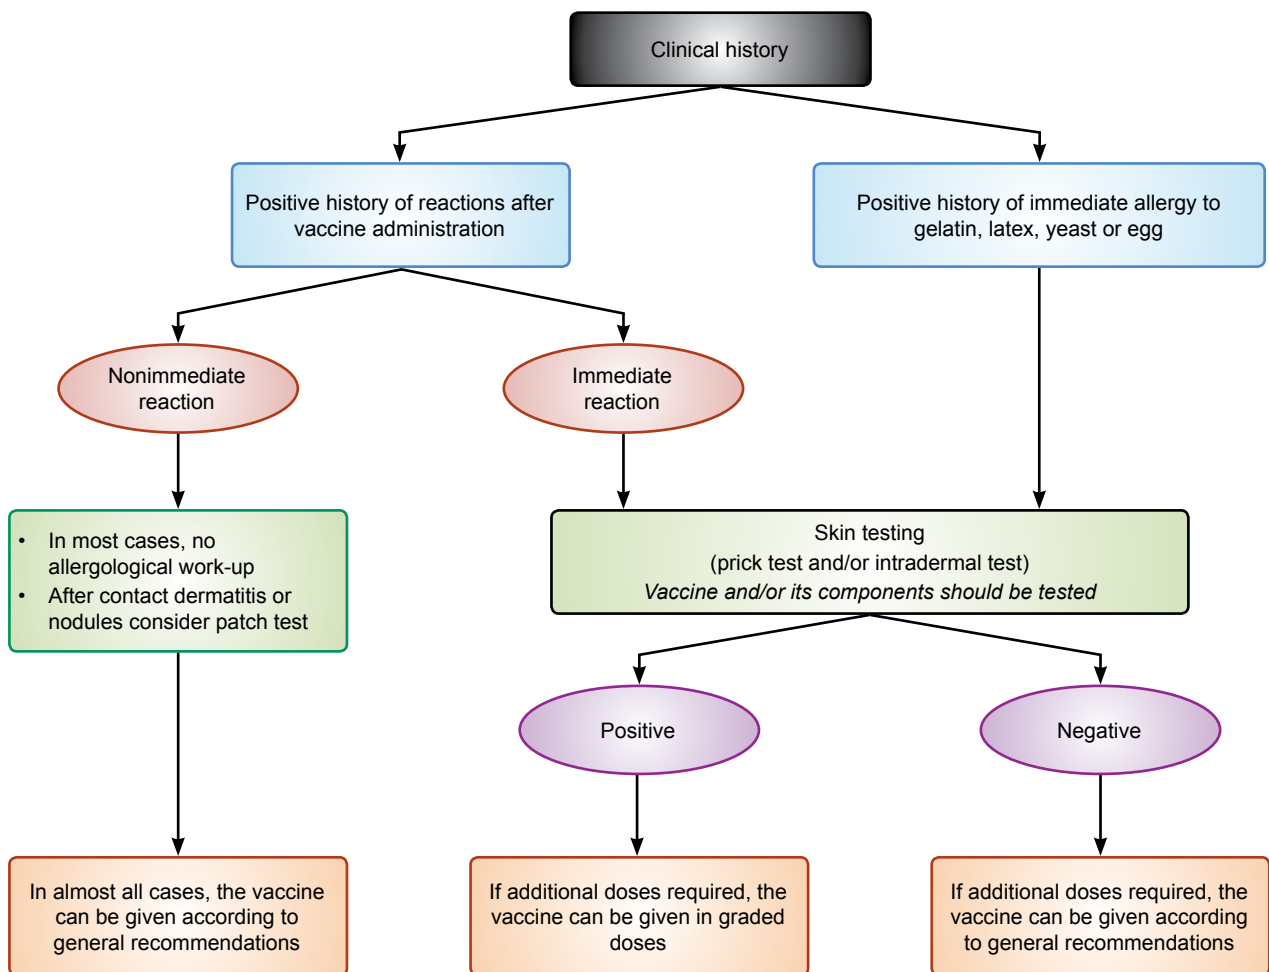 Clinical history
Positive history of reactions after
vaccine administration
Positive history of immediate allergy to
gelatin, latex, yeast or egg
Nonimmediate
reaction
Immediate
reaction
• In most cases, no
allergological work-up
• After contact dermatitis or
nodules consider patch test
Skin testing
(prick test and/or intradermal test)
Vaccine and/or its components should be tested
Positive
Negative
In almost all cases, the vaccine
can be given according to
general recommendations
If additional doses required, the
vaccine can be given in graded
doses
If additional doses required, the
vaccine can be given according
to general recommendations